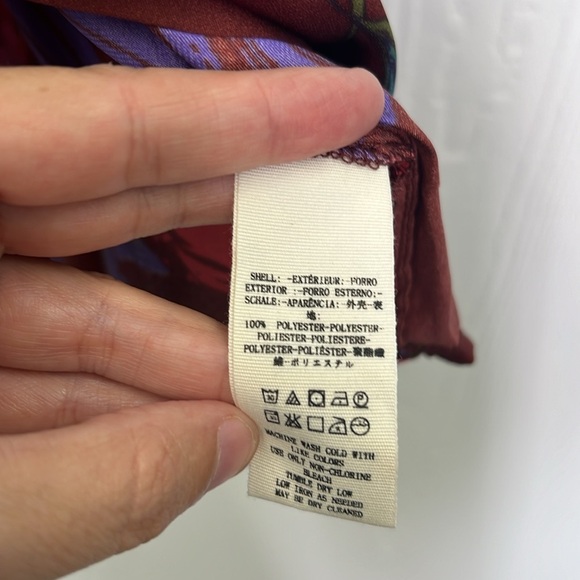 SHELL: -EXTÉRIEUR: FORRO
EXTERIOR :-FORRO ESTERNO:-
SCHALE:-APARÊNCIA: 外壳-表
地:
100% POLYESTER-POLYESTER-
POLIESTER-POLIESTERE-
POLYESTER-POLIÉSTER-聚酯纖
維-ポリエステル
MACHINE WASH COLD WITH
LIKE COLORS
USE ONLY NON-CHLORINE
BLEACH
TUMBLE DRY LOW
LOW IRON AS NEEDED
MAY BE DRY CLEANED